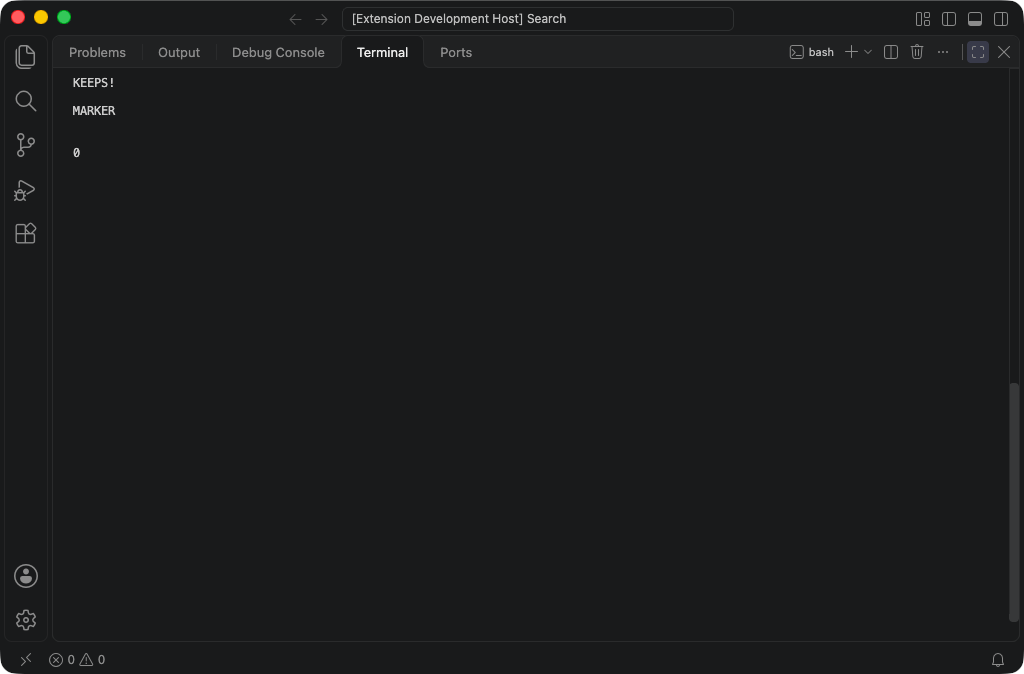 [Extension Development Host] Search
Problems
Output
Debug Console
Terminal
Ports
bash
KEEPS!
MARKER
0
0
0